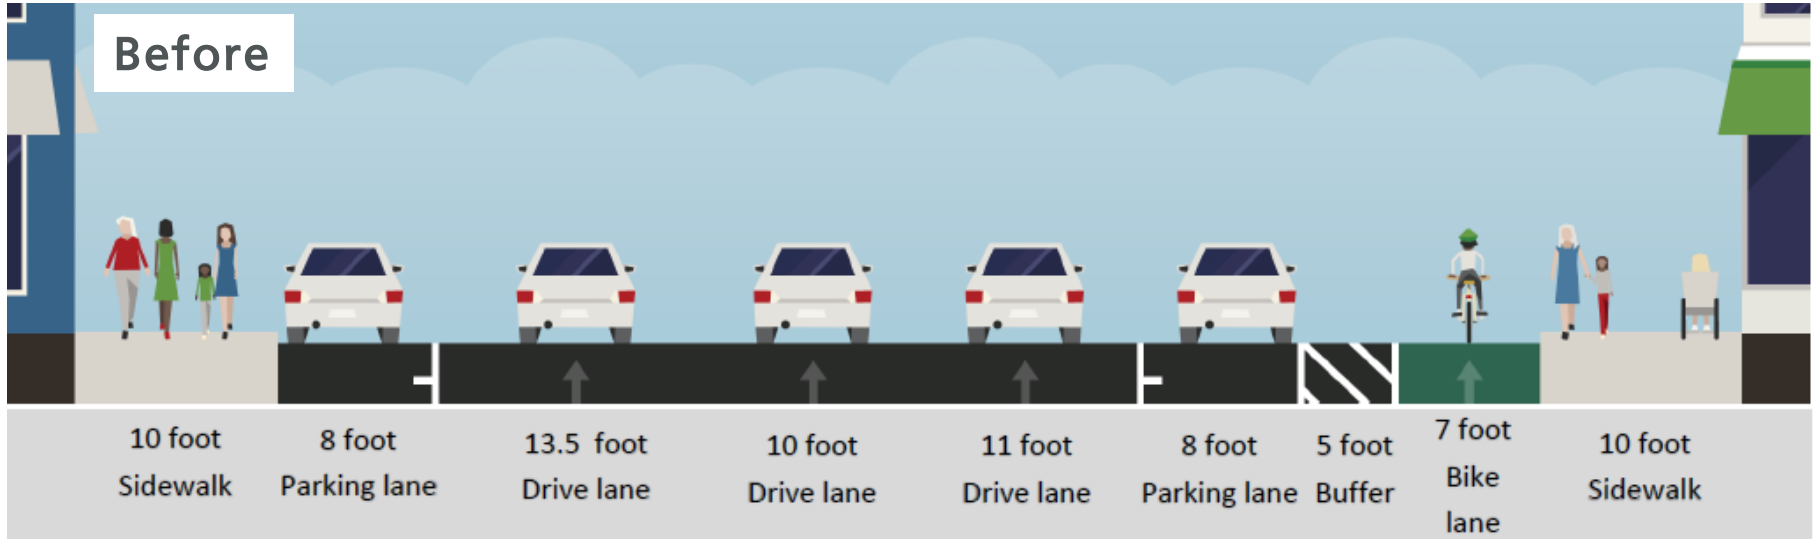 Before
10 foot
Sidewalk
8 foot
Parking lane
13.5 foot
Drive lane
10 foot
Drive lane
11 foot
Drive lane
8 foot
Parking lane
5 foot
Buffer
7 foot
Bike
lane
10 foot
Sidewalk